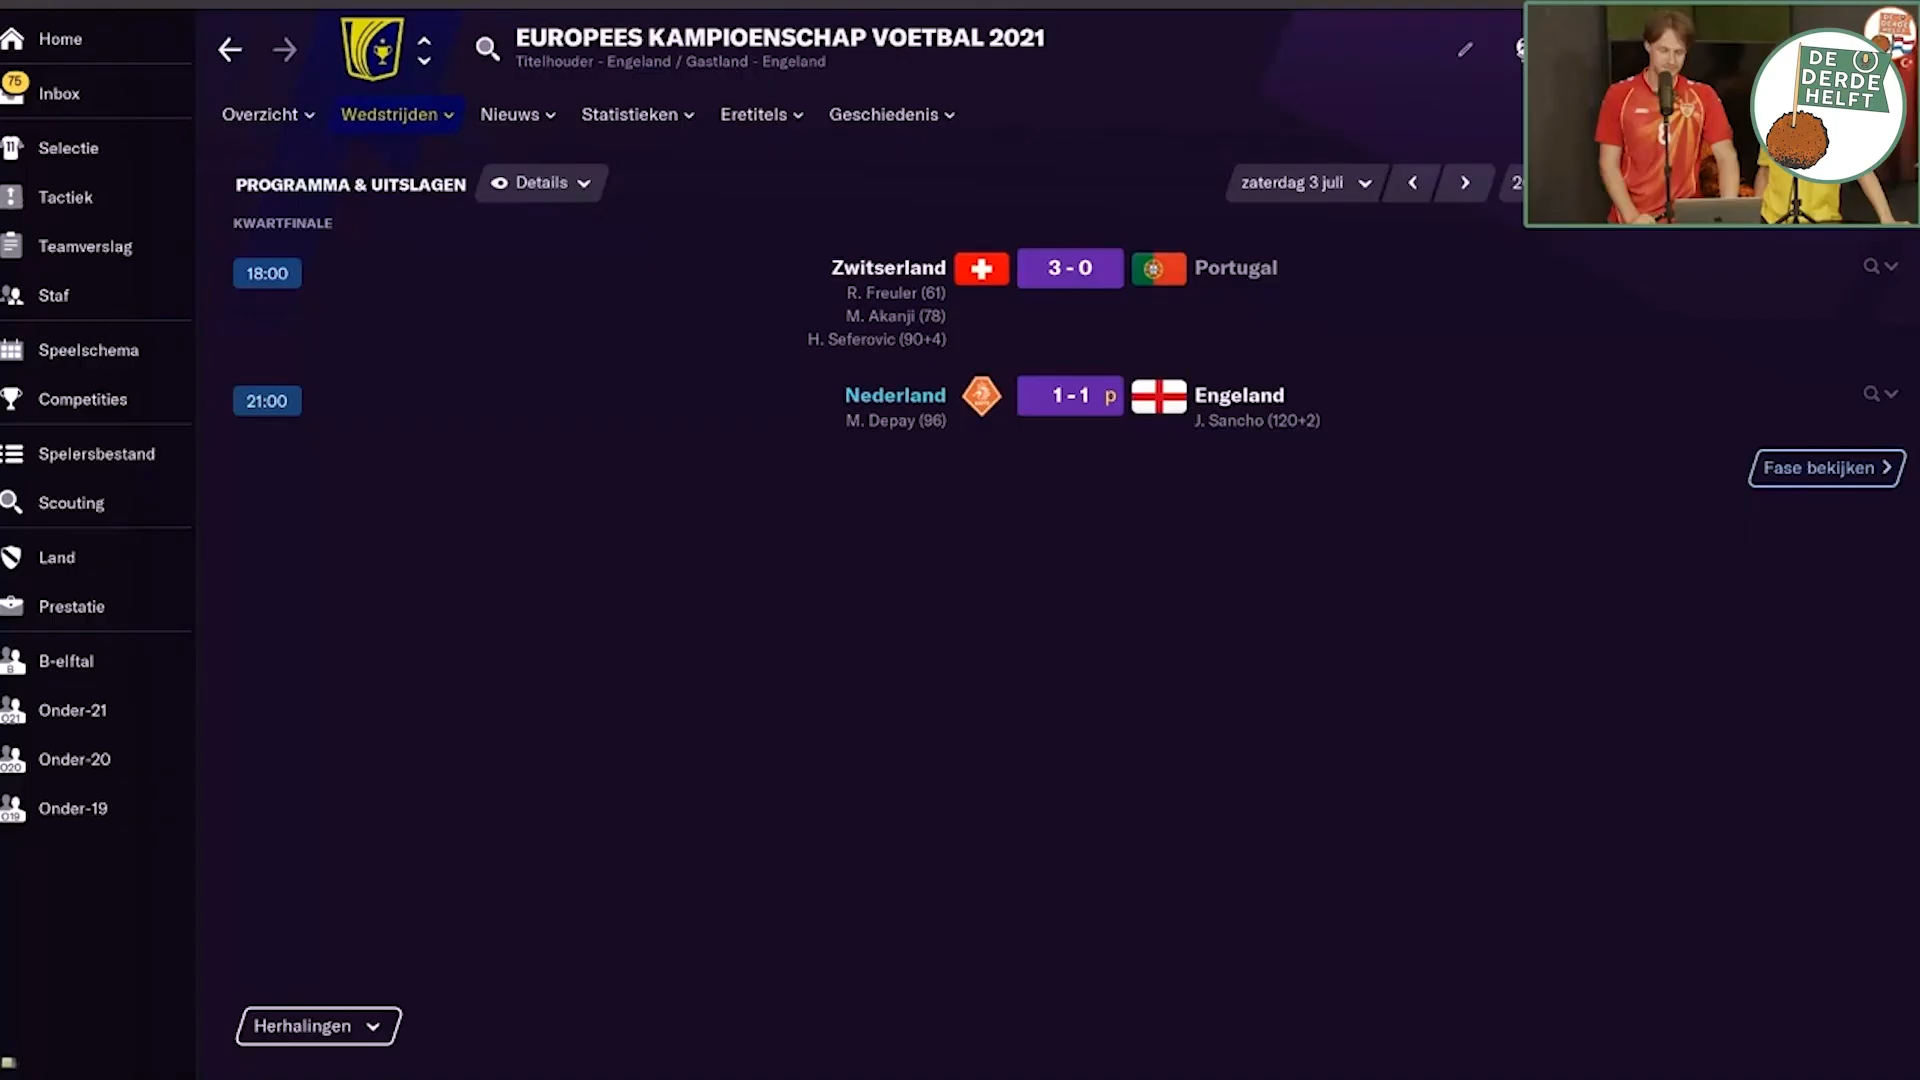 Home
75
Inbox
Selectie
Tactiek
Teamverslag
Staf
Speelschema
Competities
Spelersbestand
Scouting
Land
Prestatie
B
B-elftal
O21
Onder-21
O20
Onder-20
O19
Onder-19
EUROPEES KAMPIOENSCHAP VOETBAL 2021
Titelhouder - Engeland / Gastland - Engeland
Overzicht
Wedstrijden
Nieuws
Statistieken
Eretitels
Geschiedenis
PROGRAMMA & UITSLAGEN
Details
zaterdag 3 juli
KWARTFINALE
18:00
Zwitserland
3 - 0
Portugal
R. Freuler (61)
M. Akanji (78)
H. Seferovic (90+4)
21:00
Nederland
1 - 1 p
Engeland
M. Depay (96)
J. Sancho (120+2)
Fase bekijken
Herhalingen
DE
DERDE
HELFT